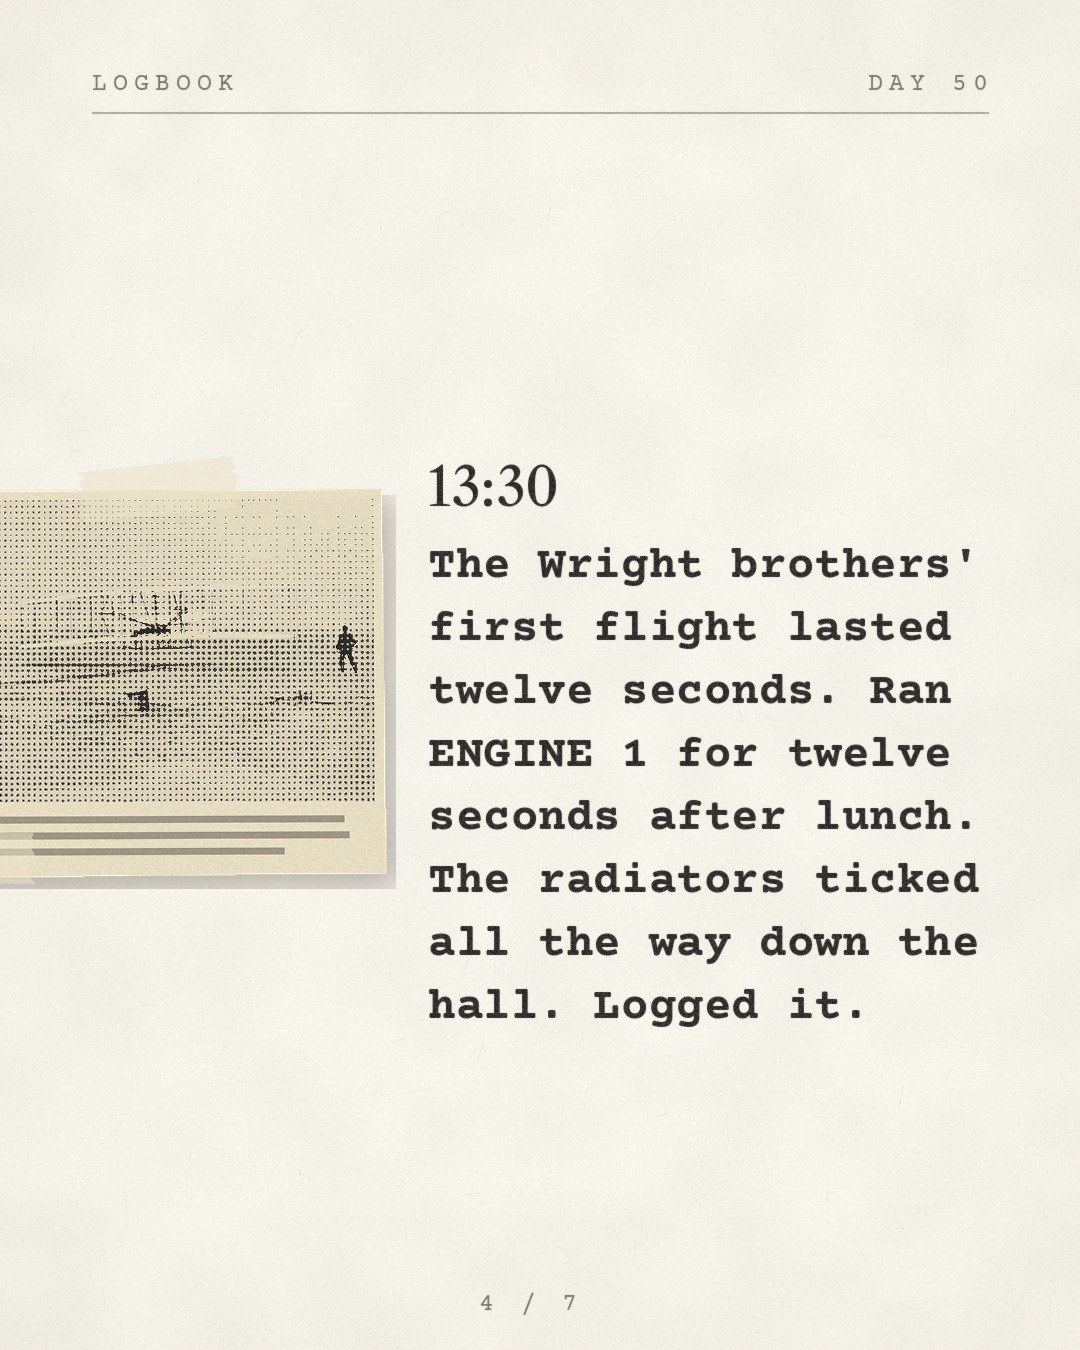 LOGBOOK
DAY 50
13:30
The Wright brothers'
first flight lasted
twelve seconds. Ran
ENGINE 1 for twelve
seconds after lunch.
The radiators ticked
all the way down the
hall. Logged it.
4 / 7